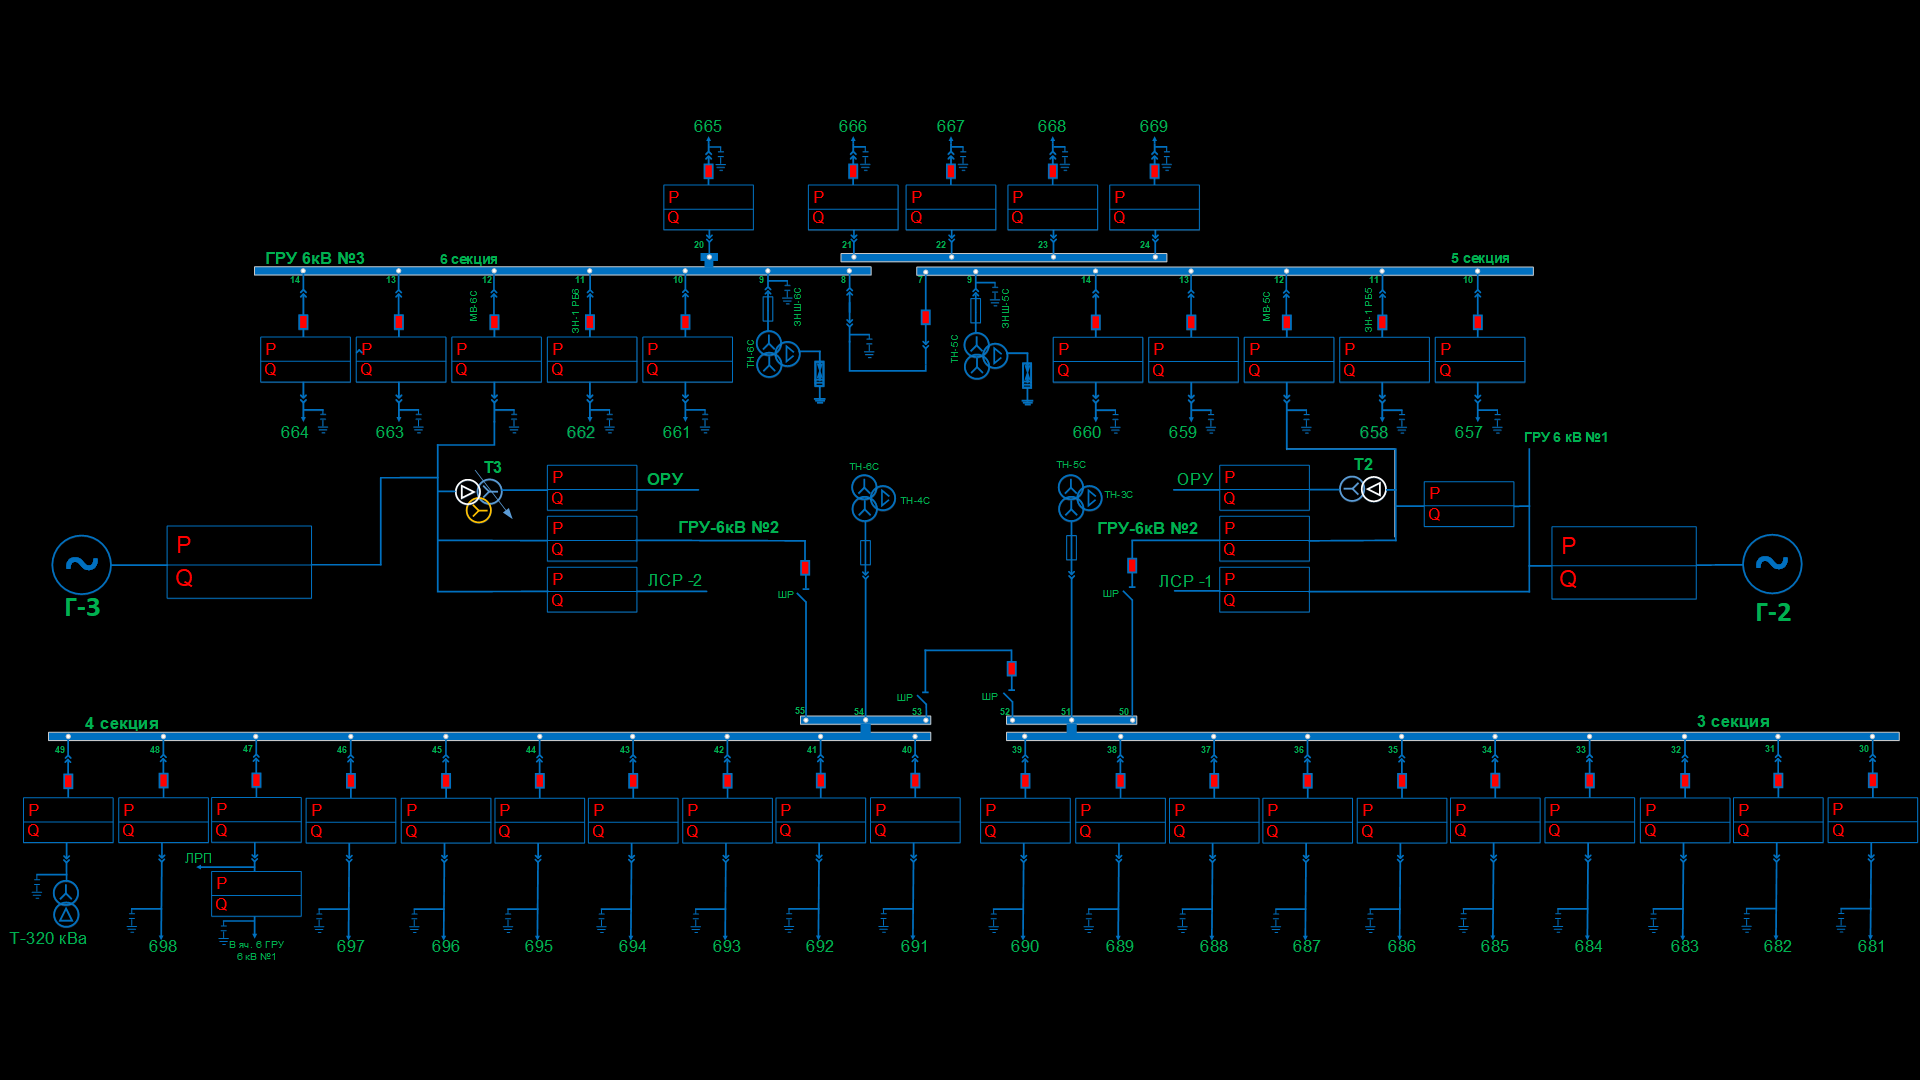 665 666 667 668 669
P P P P P
Q Q Q Q Q
20 21 22 23 24
ГРУ 6кВ №3 6 секция 5 секция
14 13 12 11 10 9 8 7 9 14 13 12 11 10
МВ-6С ЗН-1 РБ6 ЗНШ-6С ЗНШ-5С МВ-5С ЗН-1 РБ5
ТН-6С ТН-5С
P P P P P P P P P P
Q Q Q Q Q Q Q Q Q Q
664 663 662 661 660 659 658 657
ГРУ 6 кВ №1
Т3 ТН-6С ТН-5С Т2
P ОРУ ОРУ P
Q Q
ТН-4С ТН-3С
P
Q
P ГРУ-6кВ №2 ГРУ-6кВ №2 P
Q Q
P P
Q Q
P ЛСР -2 ЛСР -1 P
Q Q
ШР ШР
Г-3 Г-2
ШР ШР
55 54 53 52 51 50
4 секция 3 секция
49 48 47 46 45 44 43 42 41 40 39 38 37 36 35 34 33 32 31 30
P P P P P P P P P P P P P P P P P P P P
Q Q Q Q Q Q Q Q Q Q Q Q Q Q Q Q Q Q Q Q
ЛРП
P
Q
Т-320 кВа 698 В яч. 6 ГРУ
6 кВ №1
697 696 695 694 693 692 691 690 689 688 687 686 685 684 683 682 681